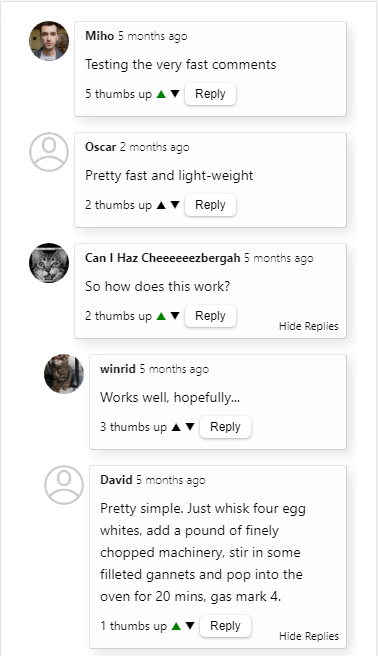 Miho 5 months ago
Testing the very fast comments
5 thumbs up ▲ ▼ Reply
Oscar 2 months ago
Pretty fast and light-weight
2 thumbs up ▲ ▼ Reply
Can I Haz Cheeeeeezbergah 5 months ago
So how does this work?
2 thumbs up ▲ ▼ Reply
Hide Replies
winrid 5 months ago
Works well, hopefully...
3 thumbs up ▲ ▼ Reply
David 5 months ago
Pretty simple. Just whisk four egg
whites, add a pound of finely
chopped machinery, stir in some
filleted gannets and pop into the
oven for 20 mins, gas mark 4.
1 thumbs up ▲ ▼ Reply
Hide Replies